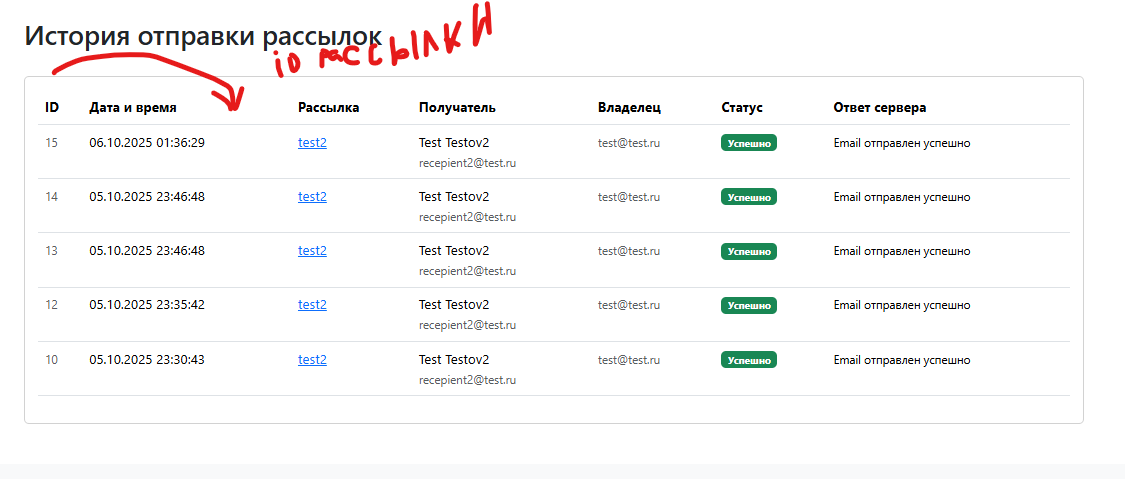 История отправки рассылок
id рассылки
ID Дата и время Рассылка Получатель Владелец Статус Ответ сервера
15 06.10.2025 01:36:29 test2 Test Testov2 test@test.ru Успешно Email отправлен успешно
recepient2@test.ru
14 05.10.2025 23:46:48 test2 Test Testov2 test@test.ru Успешно Email отправлен успешно
recepient2@test.ru
13 05.10.2025 23:46:48 test2 Test Testov2 test@test.ru Успешно Email отправлен успешно
recepient2@test.ru
12 05.10.2025 23:35:42 test2 Test Testov2 test@test.ru Успешно Email отправлен успешно
recepient2@test.ru
10 05.10.2025 23:30:43 test2 Test Testov2 test@test.ru Успешно Email отправлен успешно
recepient2@test.ru